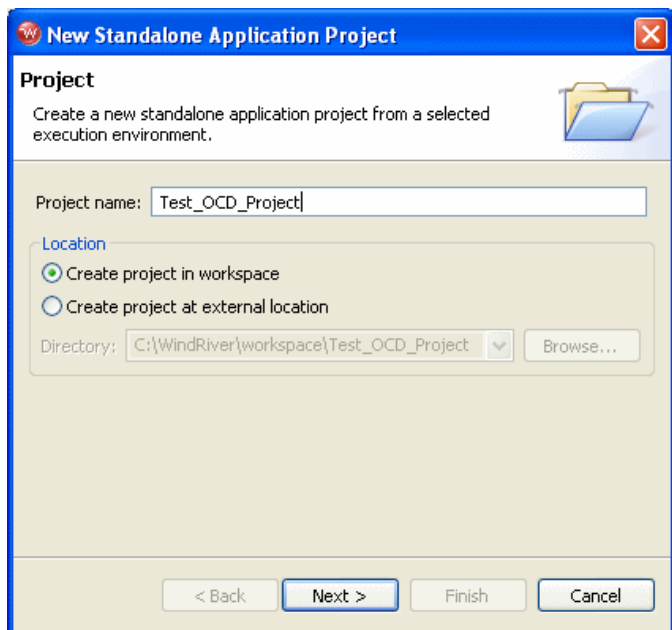 New Standalone Application Project
Project
Create a new standalone application project from a selected
execution environment.
Project name: Test_OCD_Project
Location
Create project in workspace
Create project at external location
Directory: C:\WindRiver\workspace\Test_OCD_Project Browse...
< Back Next > Finish Cancel